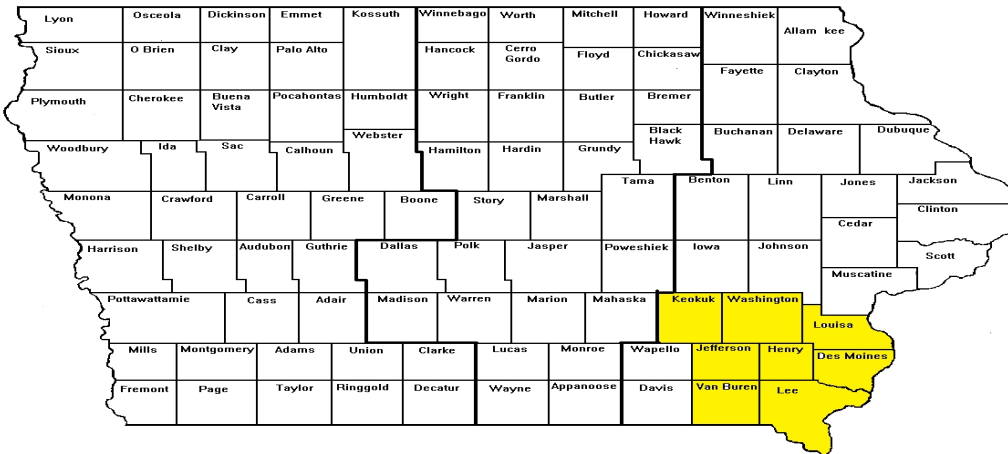 Lyon
Osceola
Dickinson
Emmet
Kossuth
Winnebago
Worth
Mitchell
Howard
Winneshiek
Allam kee
Sioux
O Brien
Clay
Palo Alto
Hancock
Cerro
Gordo
Floyd
Chickasaw
Fayette
Clayton
Plymouth
Cherokee
Buena
Vista
Pocahontas
Humboldt
Wright
Franklin
Butler
Bremer
Webster
Black
Hawk
Buchanan
Delaware
Dubuque
Woodbury
Ida
Sac
Calhoun
Hamilton
Hardin
Grundy
Tama
Benton
Linn
Jones
Jackson
Monona
Crawford
Carroll
Greene
Boone
Story
Marshall
Clinton
Cedar
Harrison
Shelby
Audubon
Guthrie
Dallas
Polk
Jasper
Poweshiek
Iowa
Johnson
Scott
Muscatine
Pottawattamie
Cass
Adair
Madison
Warren
Marion
Mahaska
Keokuk
Washington
Louisa
Mills
Montgomery
Adams
Union
Clarke
Lucas
Monroe
Wapello
Jefferson
Henry
Des Moines
Fremont
Page
Taylor
Ringgold
Decatur
Wayne
Appanoose
Davis
Van Buren
Lee